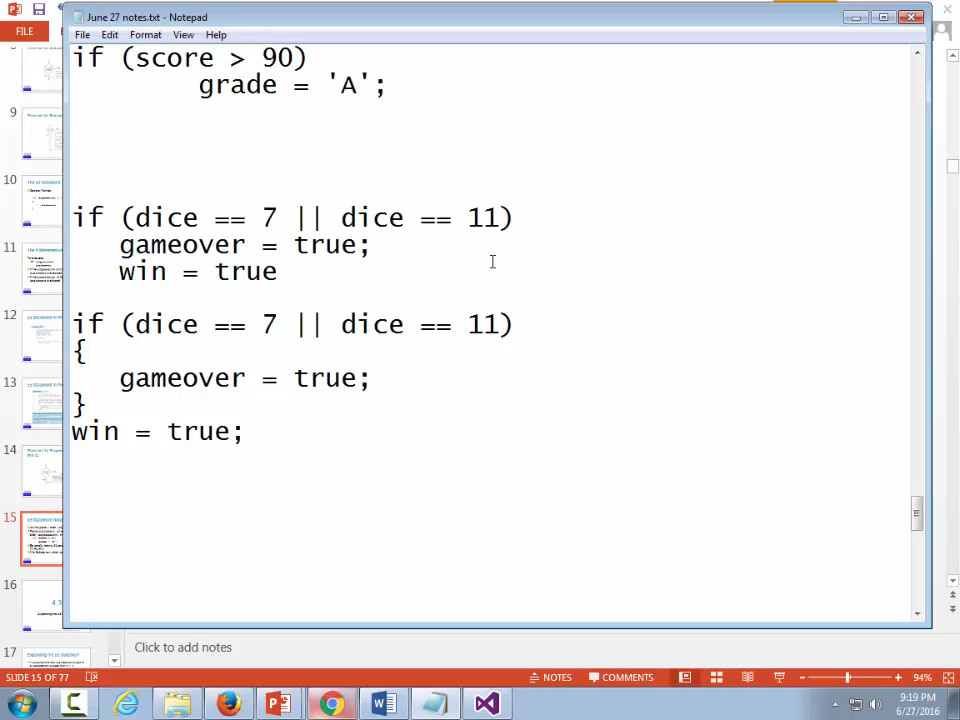 June 27 notes.txt - Notepad
FILE
File Edit Format View Help
if (score > 90)
grade = 'A';
9
10
11
if (dice == 7 || dice == 11)
gameover = true;
win = true
12
if (dice == 7 || dice == 11)
{
gameover = true;
}
win = true;
13
14
15
16
17
Click to add notes
SLIDE 15 OF 77
NOTES
COMMENTS
94%
9:19 PM
6/27/2016